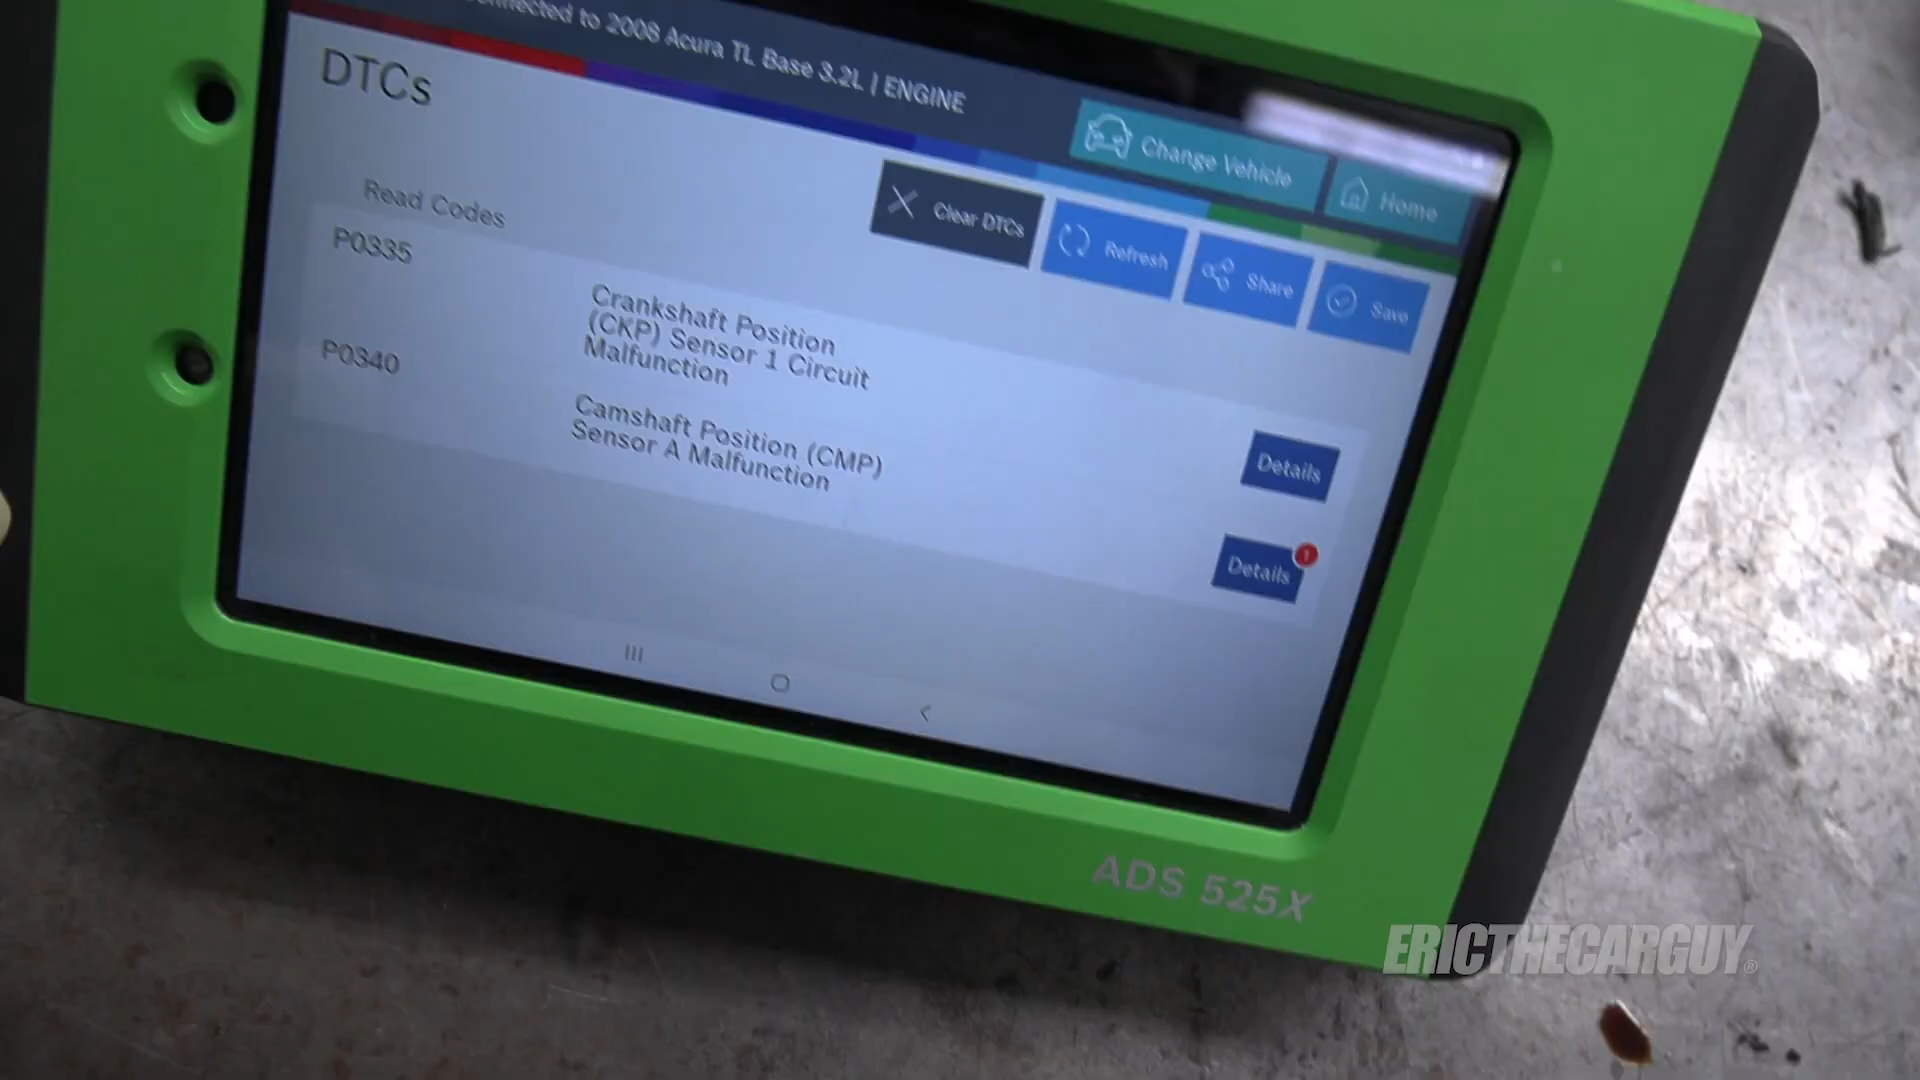 to 2008 Acura TL Base 3.2L | ENGINE
Change Vehicle
Home
DTCs
Clear DTCs
Refresh
Share
Save
Read Codes
P0335
Crankshaft Position
(CKP) Sensor 1 Circuit
Malfunction
Details
P0340
Camshaft Position (CMP)
Sensor A Malfunction
Details
!
ADS 525X
ERICTHECARGUY®